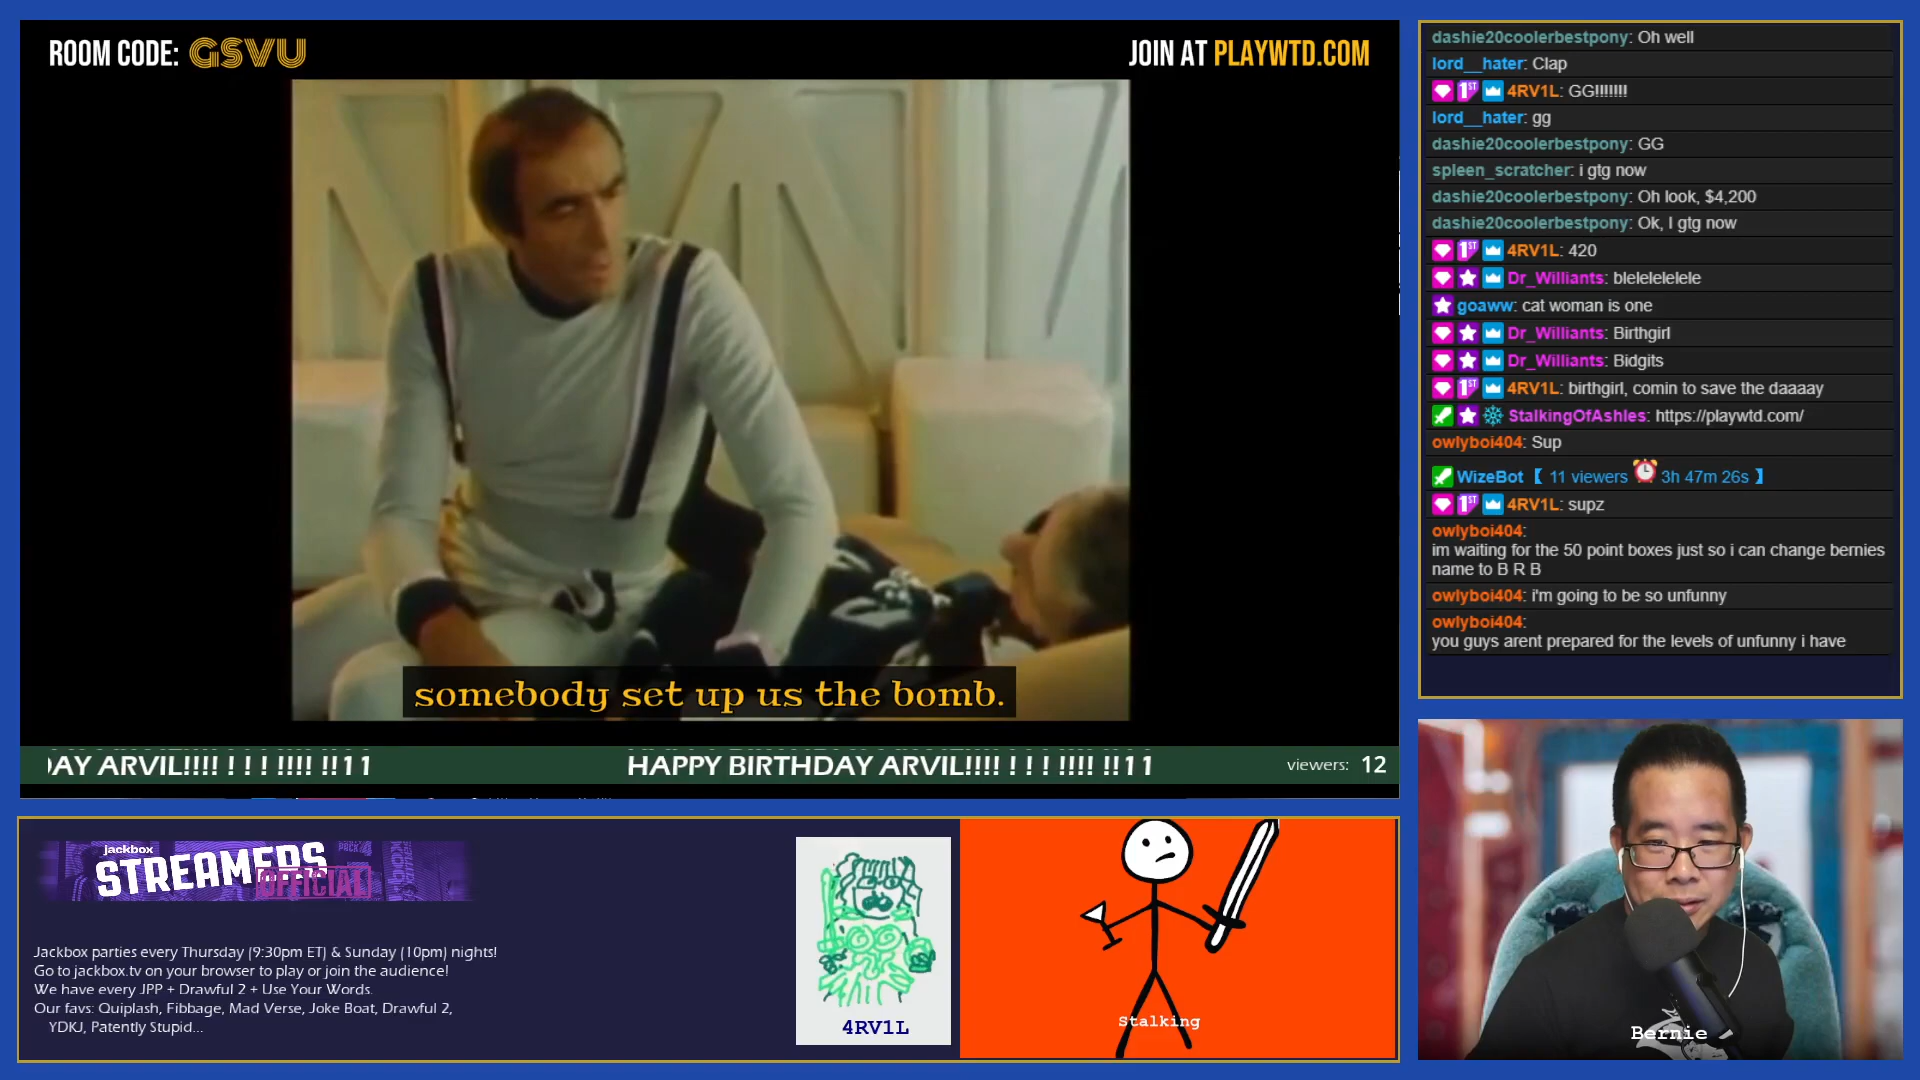 ROOM CODE: GSVU
JOIN AT PLAYWTD.COM
somebody set up us the bomb.
AY ARVIL!!!! ! ! ! !!!! !!11
HAPPY BIRTHDAY ARVIL!!!! ! ! ! !!!! !!11
viewers: 12
dashie20coolerbestpony: Oh well
lord__hater: Clap
1ST 4RV1L: GG!!!!!!!
lord__hater: gg
dashie20coolerbestpony: GG
spleen_scratcher: i gtg now
dashie20coolerbestpony: Oh look, $4,200
dashie20coolerbestpony: Ok, I gtg now
1ST 4RV1L: 420
Dr_Williants: blelelelelele
goaww: cat woman is one
Dr_Williants: Birthgirl
Dr_Williants: Bidgits
1ST 4RV1L: birthgirl, comin to save the daaaay
StalkingOfAshles: https://playwtd.com/
owlyboi404: Sup
WizeBot 【 11 viewers 3h 47m 26s 】
1ST 4RV1L: supz
owlyboi404:
im waiting for the 50 point boxes just so i can change bernies
name to B R B
owlyboi404: i'm going to be so unfunny
owlyboi404:
you guys arent prepared for the levels of unfunny i have
jackbox
STREAMERS
OFFICIAL
Jackbox parties every Thursday (9:30pm ET) & Sunday (10pm) nights!
Go to jackbox.tv on your browser to play or join the audience!
We have every JPP + Drawful 2 + Use Your Words.
Our favs: Quiplash, Fibbage, Mad Verse, Joke Boat, Drawful 2,
YDKJ, Patently Stupid...
4RV1L
Stalking
Bernie